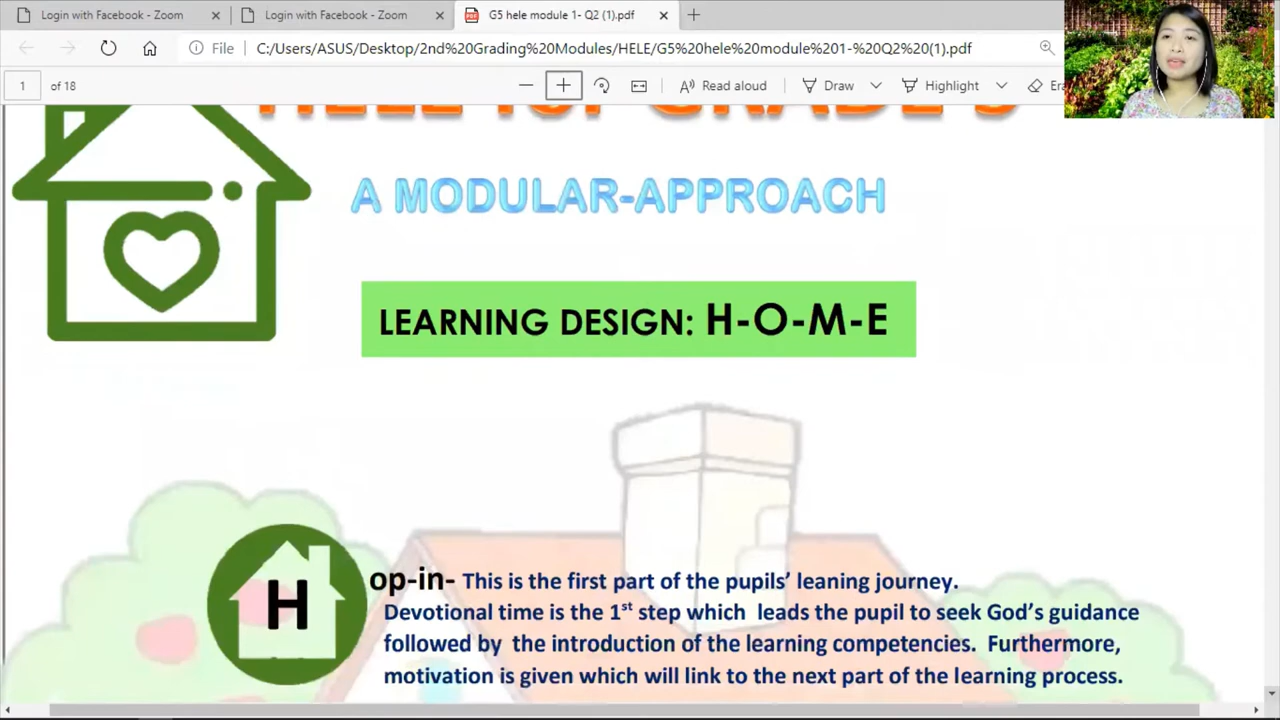 Login with Facebook - Zoom
Login with Facebook - Zoom
G5 hele module 1- Q2 (1).pdf
File
C:/Users/ASUS/Desktop/2nd%20Grading%20Modules/HELE/G5%20hele%20module%201-%20Q2%20(1).pdf
1 of 18
Read aloud
Draw
Highlight
A MODULAR-APPROACH
LEARNING DESIGN: H-O-M-E
H
op-in- This is the first part of the pupils’ leaning journey.
Devotional time is the 1st step which leads the pupil to seek God’s guidance
followed by the introduction of the learning competencies. Furthermore,
motivation is given which will link to the next part of the learning process.